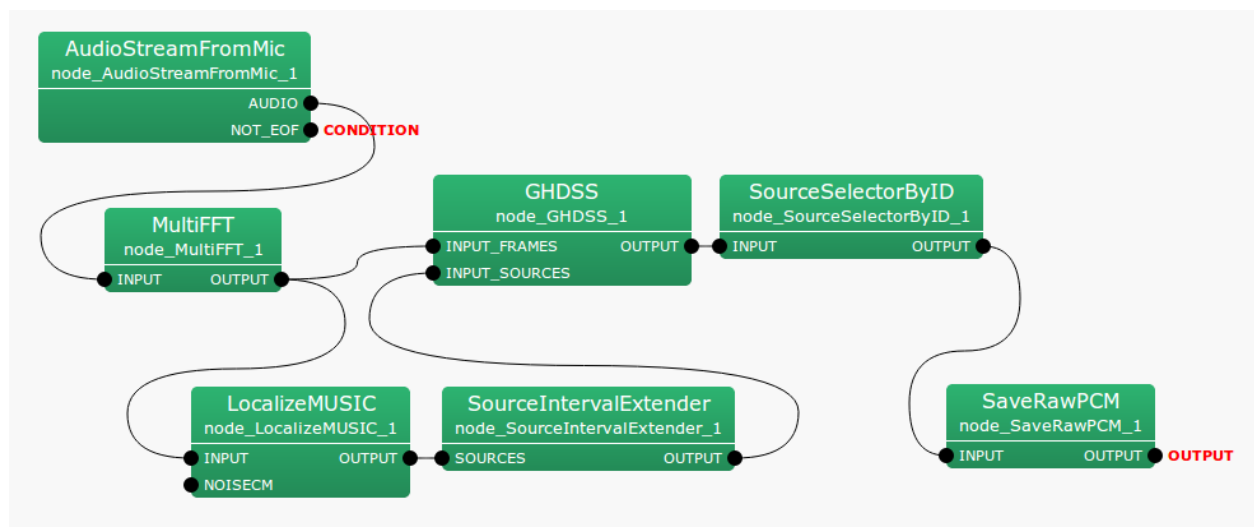 AudioStreamFromMic
node_AudioStreamFromMic_1
AUDIO
NOT_EOF CONDITION
MultiFFT
node_MultiFFT_1
INPUT OUTPUT
GHDSS
node_GHDSS_1
INPUT_FRAMES OUTPUT
INPUT_SOURCES
SourceSelectorByID
node_SourceSelectorByID_1
INPUT OUTPUT
LocalizeMUSIC
node_LocalizeMUSIC_1
INPUT OUTPUT
NOISECM
SourceIntervalExtender
node_SourceIntervalExtender_1
SOURCES OUTPUT
SaveRawPCM
node_SaveRawPCM_1
INPUT OUTPUT OUTPUT